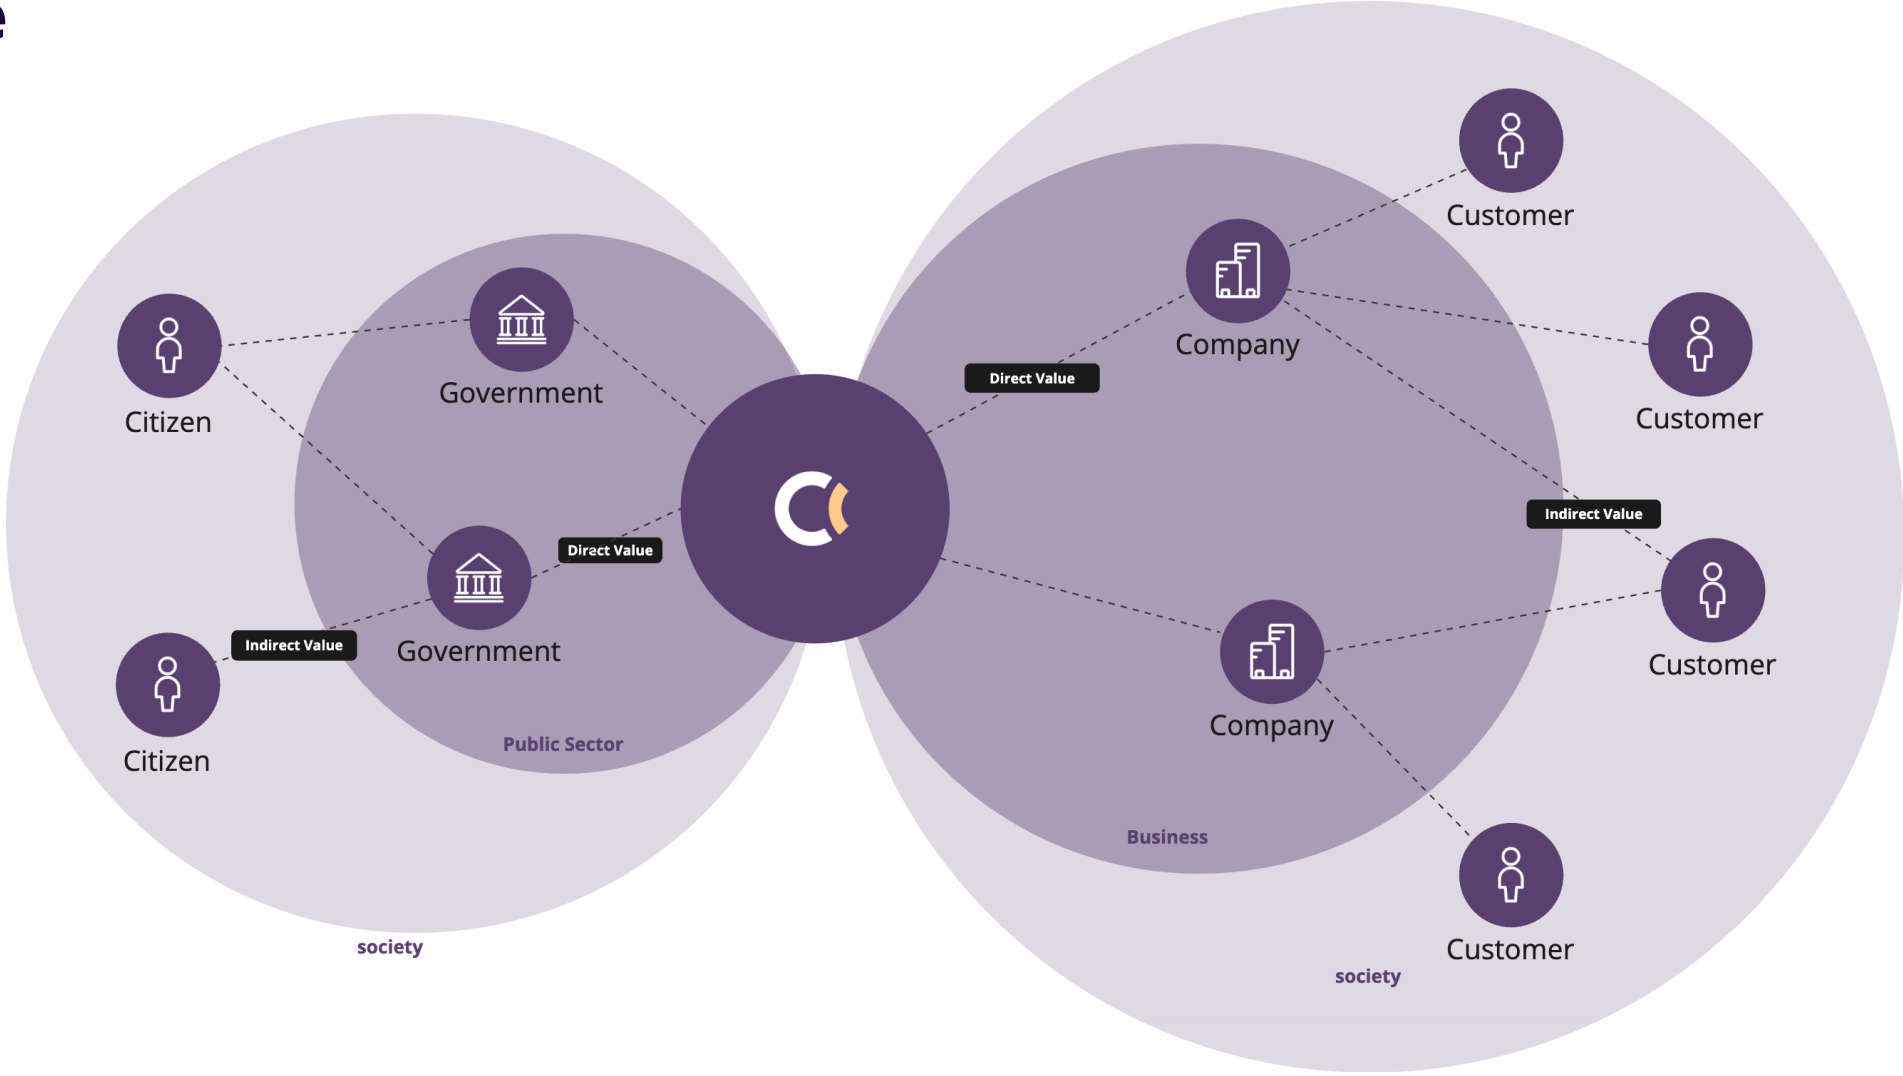 e
Customer
Company
Customer
Direct Value
Government
Citizen
Indirect Value
Direct Value
Customer
Indirect Value
Government
Company
Citizen
Public Sector
Business
Customer
society
society